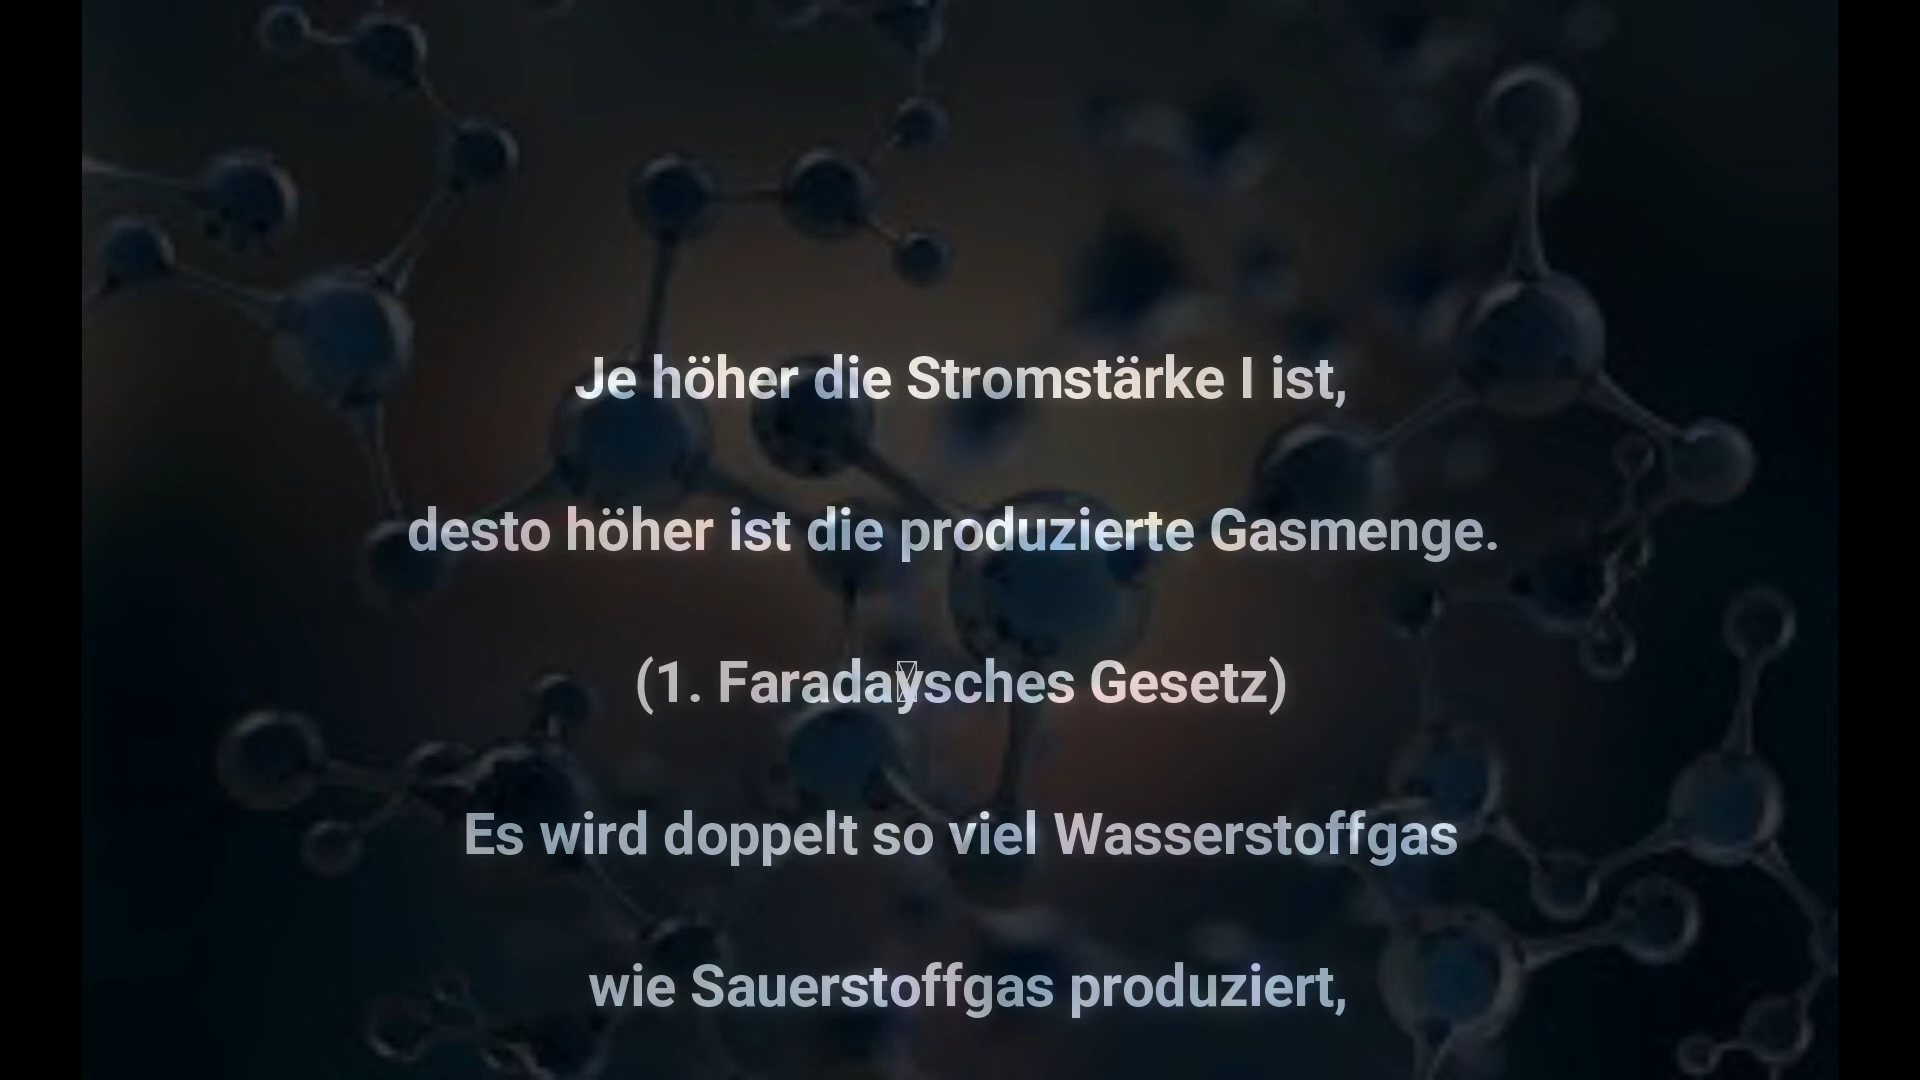 Je höher die Stromstärke I ist,
desto höher ist die produzierte Gasmenge.
(1. Faradaysches Gesetz)
Es wird doppelt so viel Wasserstoffgas
wie Sauerstoffgas produziert,